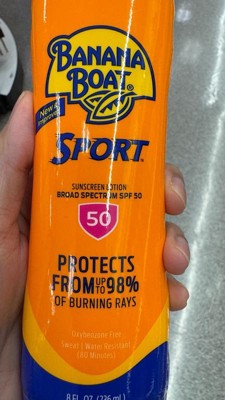 BANANA
BOAT®
New &
Improved
SPORT™
SUNSCREEN LOTION
BROAD SPECTRUM SPF 50
50
PROTECTS
FROM UP TO 98%
OF BURNING RAYS
Oxybenzone Free
Sweat | Water Resistant
(80 Minutes)
8 FL OZ (236 mL)